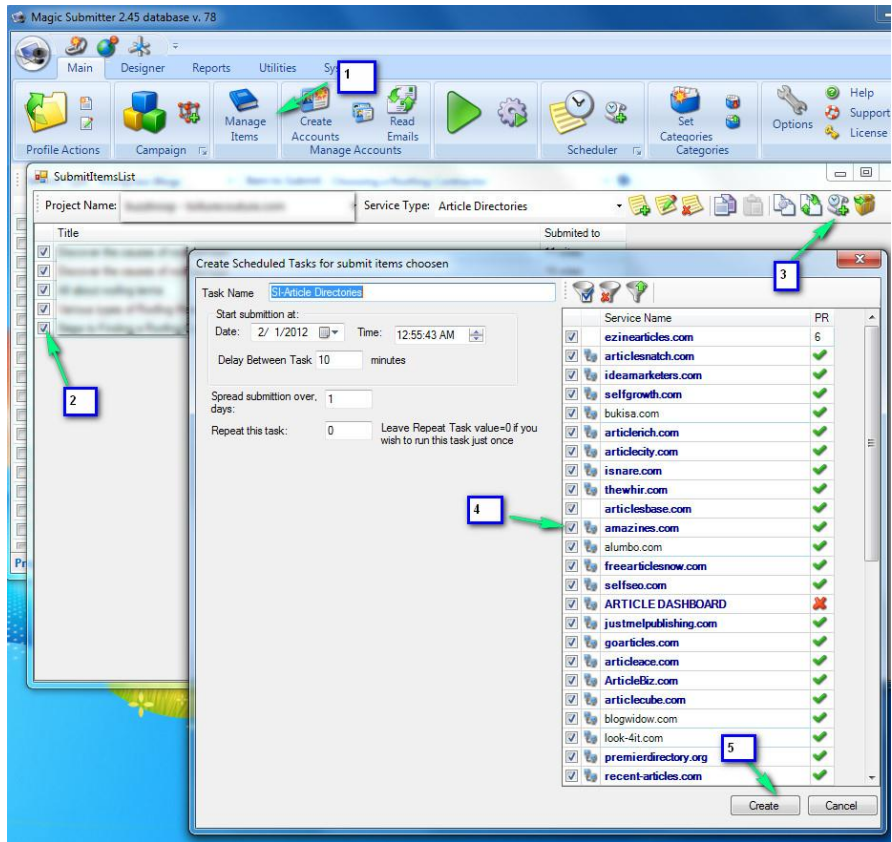 Magic Submitter 2.45 database v. 78
Main Designer Reports Utilities Sy
1
Manage Items
Create Accounts
Read Emails
Set Categories
Options
Help
Support
License
Profile Actions
Campaign
Manage Accounts
Scheduler
Categories
SubmitItemsList
Project Name:
Service Type: Article Directories
Title
Submited to
3
2
Create Scheduled Tasks for submit items choosen
Task Name SI-Article Directories
Start submition at:
Date: 2/ 1/2012 Time: 12:55:43 AM
Delay Between Task 10 minutes
Spread submittion over, days: 1
Repeat this task: 0
Leave Repeat Task value=0 if you
wish to run this task just once
4
Service Name PR
ezinearticles.com 6
articlesnatch.com
ideamarketers.com
selfgrowth.com
bukisa.com
articlerich.com
articlecity.com
isnare.com
thewhir.com
articlesbase.com
amazines.com
alumbo.com
freearticlesnow.com
selfseo.com
ARTICLE DASHBOARD
justmelpublishing.com
goarticles.com
articleace.com
ArticleBiz.com
articlecube.com
blogwidow.com
look-4it.com
premierdirectory.org
recent-articles.com
5
Create Cancel
Pr